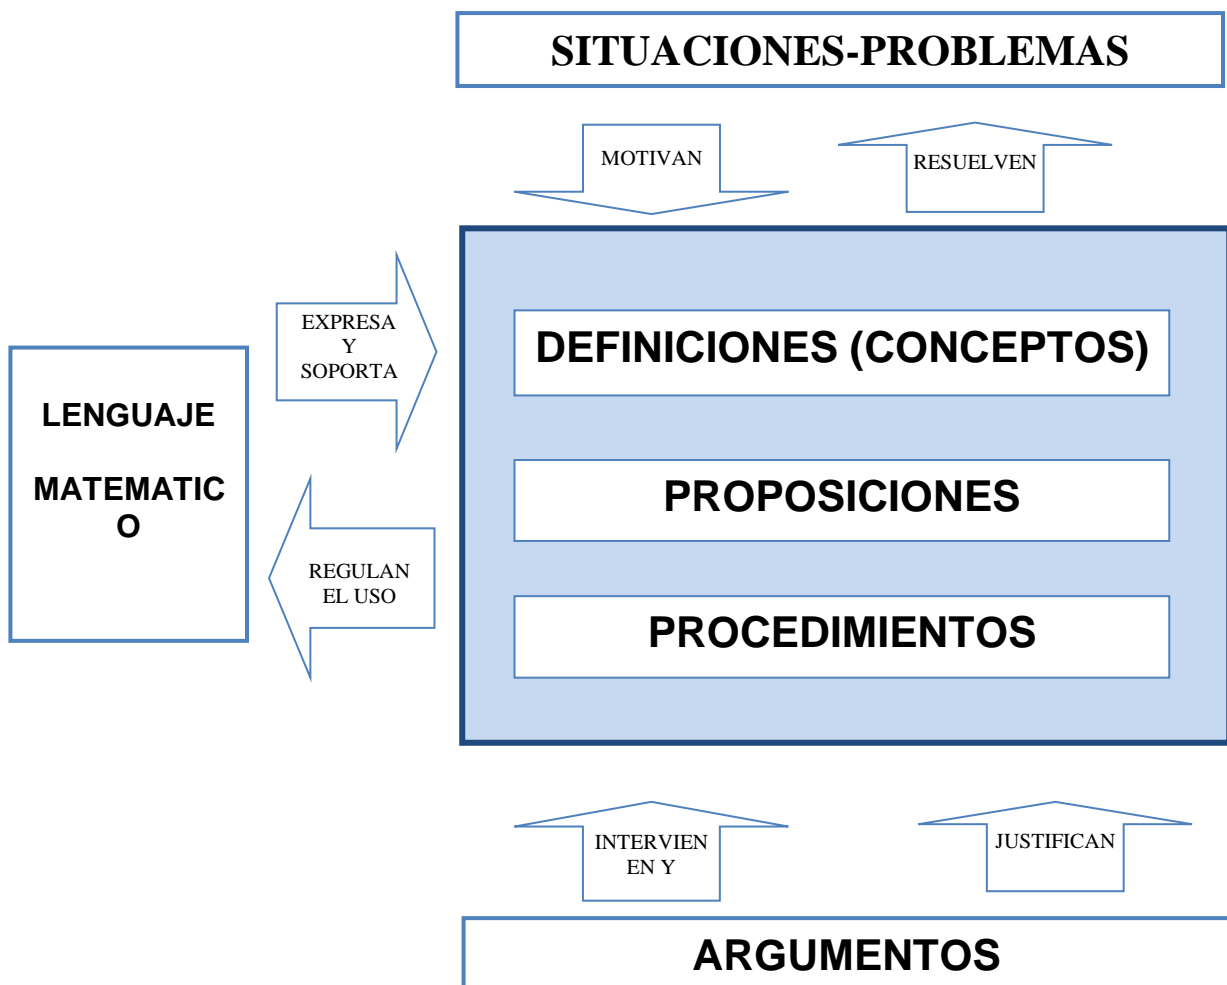 SITUACIONES-PROBLEMAS
MOTIVAN
RESUELVEN
EXPRESA
Y
SOPORTA
LENGUAJE
MATEMATIC
O
REGULAN
EL USO
DEFINICIONES (CONCEPTOS)
PROPOSICIONES
PROCEDIMIENTOS
INTERVIEN
EN Y
JUSTIFICAN
ARGUMENTOS